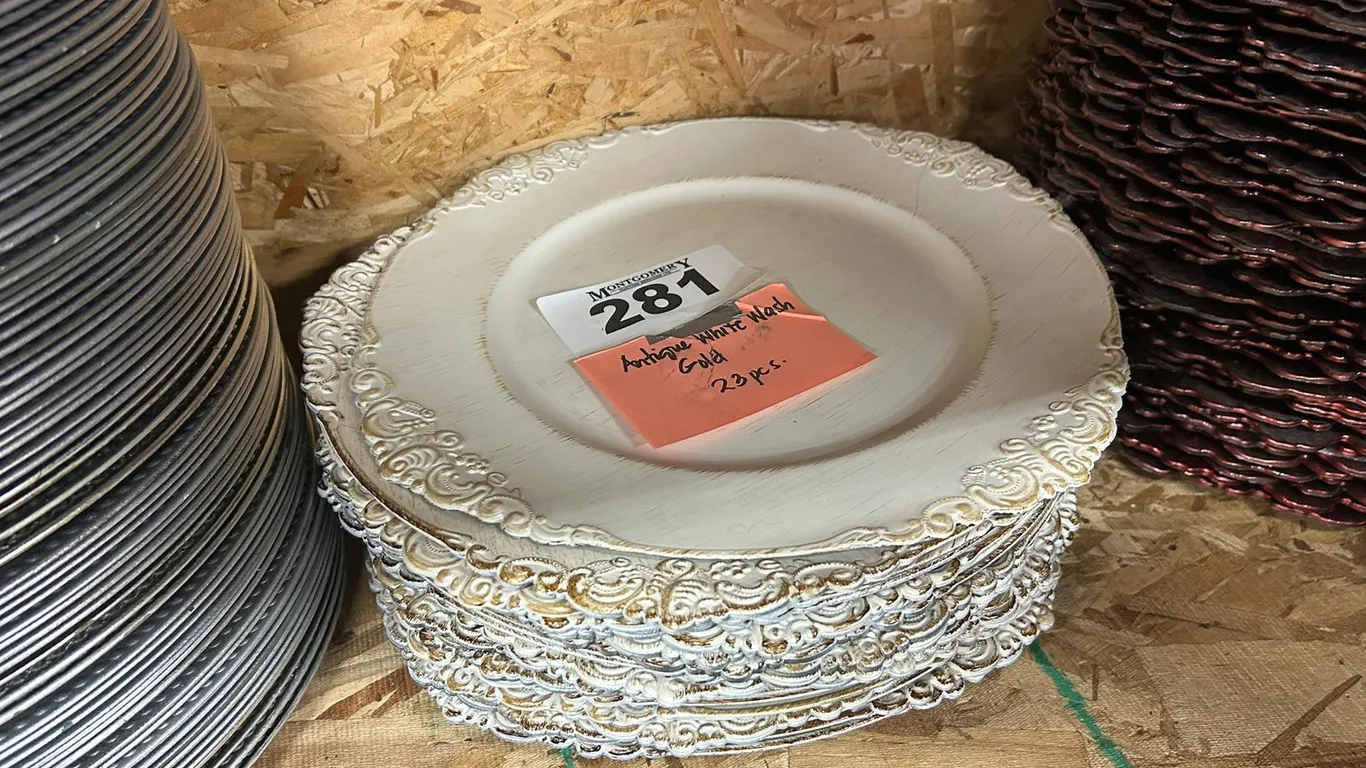 MONTGOMERY
281
Antique White Wash
Gold
23 pcs.